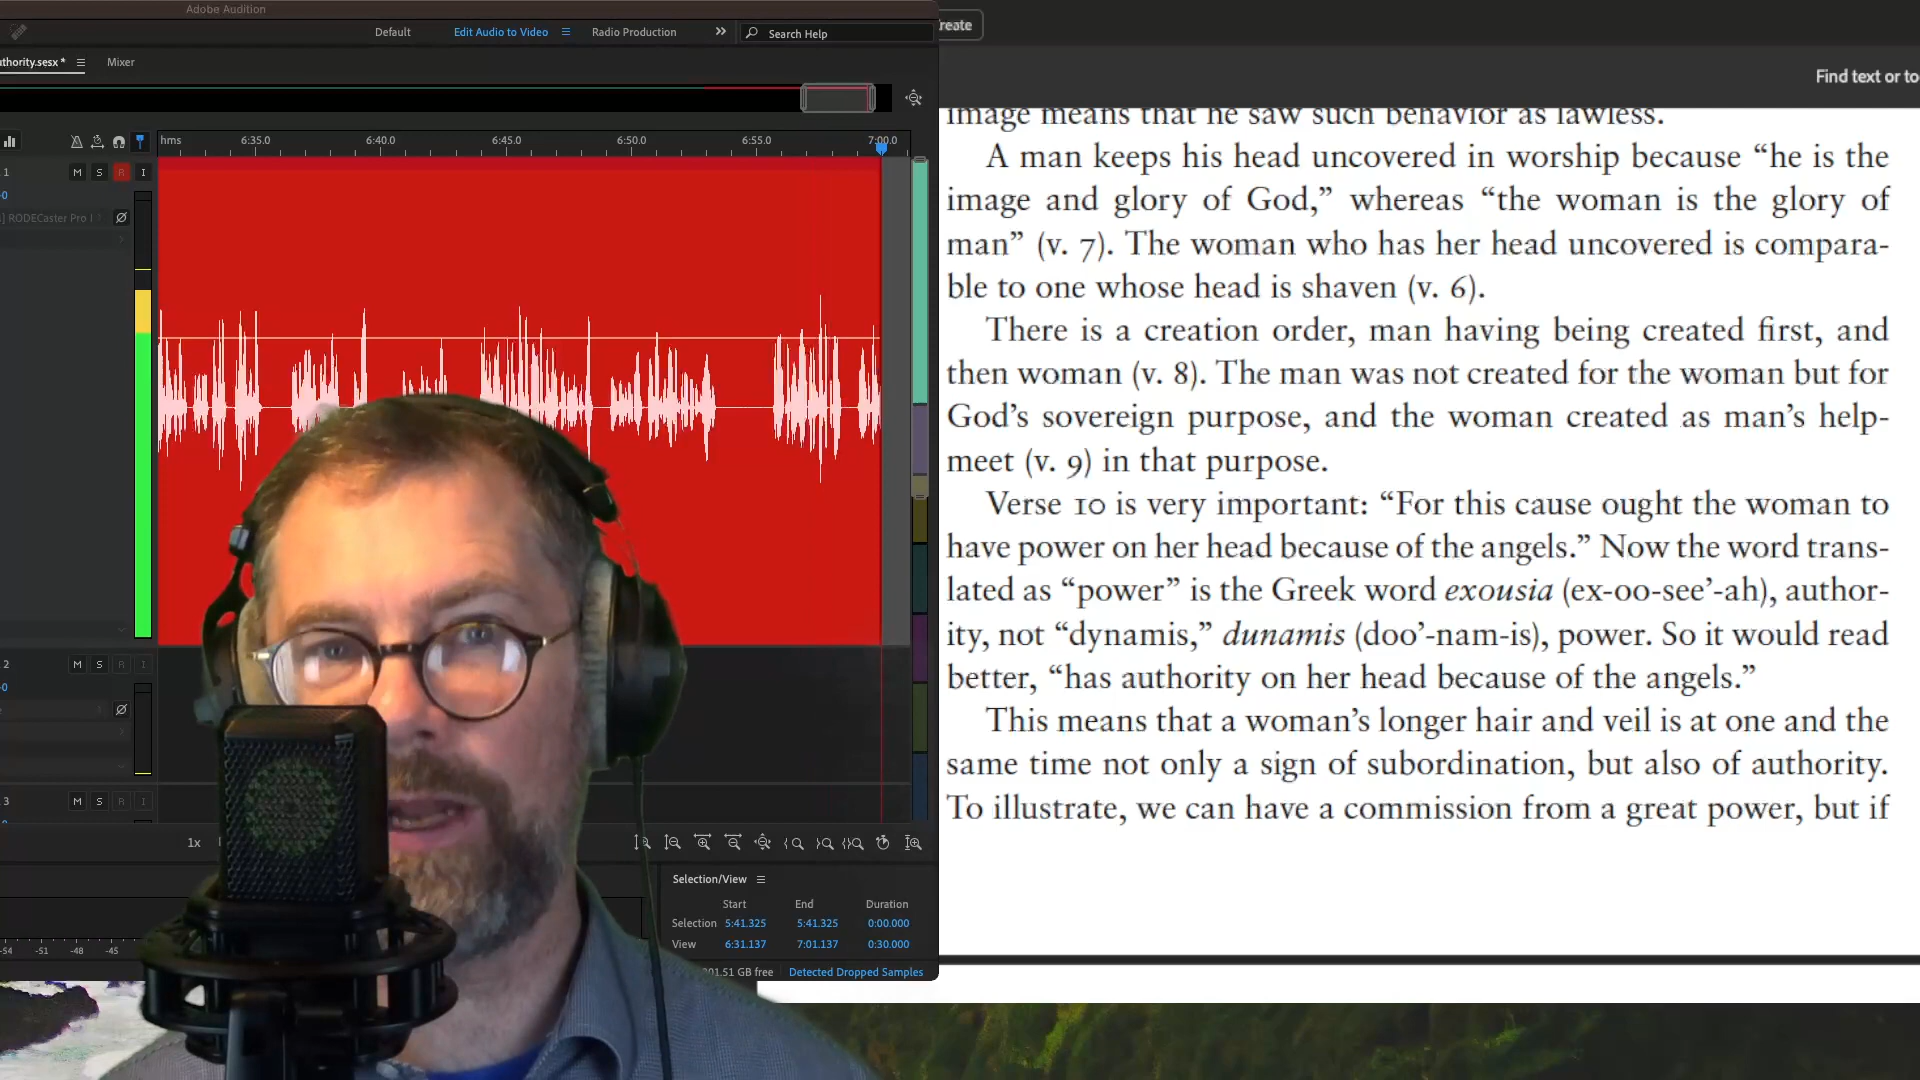 Adobe Audition
Default
Edit Audio to Video
Radio Production
Search Help
uthority.sesx *
Mixer
hms
6:35.0
6:40.0
6:45.0
6:50.0
6:55.0
7:00.0
1
M
S
R
I
RODECaster Pro I
2
M
S
R
I
3
M
S
R
I
1x
Selection/View
Start
End
Duration
Selection
5:41.325
5:41.325
0:00.000
View
6:31.137
7:01.137
0:30.000
-54
-51
-48
-45
01.51 GB free
Detected Dropped Samples
reate
Find text or to
image means that he saw such behavior as lawless.
A man keeps his head uncovered in worship because “he is the
image and glory of God,” whereas “the woman is the glory of
man” (v. 7). The woman who has her head uncovered is compara-
ble to one whose head is shaven (v. 6).
There is a creation order, man having being created first, and
then woman (v. 8). The man was not created for the woman but for
God’s sovereign purpose, and the woman created as man’s help-
meet (v. 9) in that purpose.
Verse 10 is very important: “For this cause ought the woman to
have power on her head because of the angels.” Now the word trans-
lated as “power” is the Greek word exousia (ex-oo-see’-ah), author-
ity, not “dynamis,” dunamis (doo’-nam-is), power. So it would read
better, “has authority on her head because of the angels.”
This means that a woman’s longer hair and veil is at one and the
same time not only a sign of subordination, but also of authority.
To illustrate, we can have a commission from a great power, but if